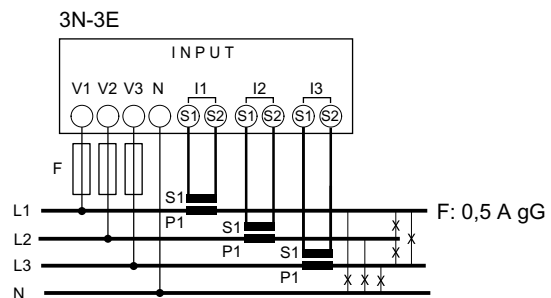 3N-3E
INPUT
V1 V2 V3 N I1 I2 I3
S1 S2 S1 S2 S1 S2
F
S1
L1 P1 F: 0,5 A gG
S1
L2 P1
S1
L3 P1
N